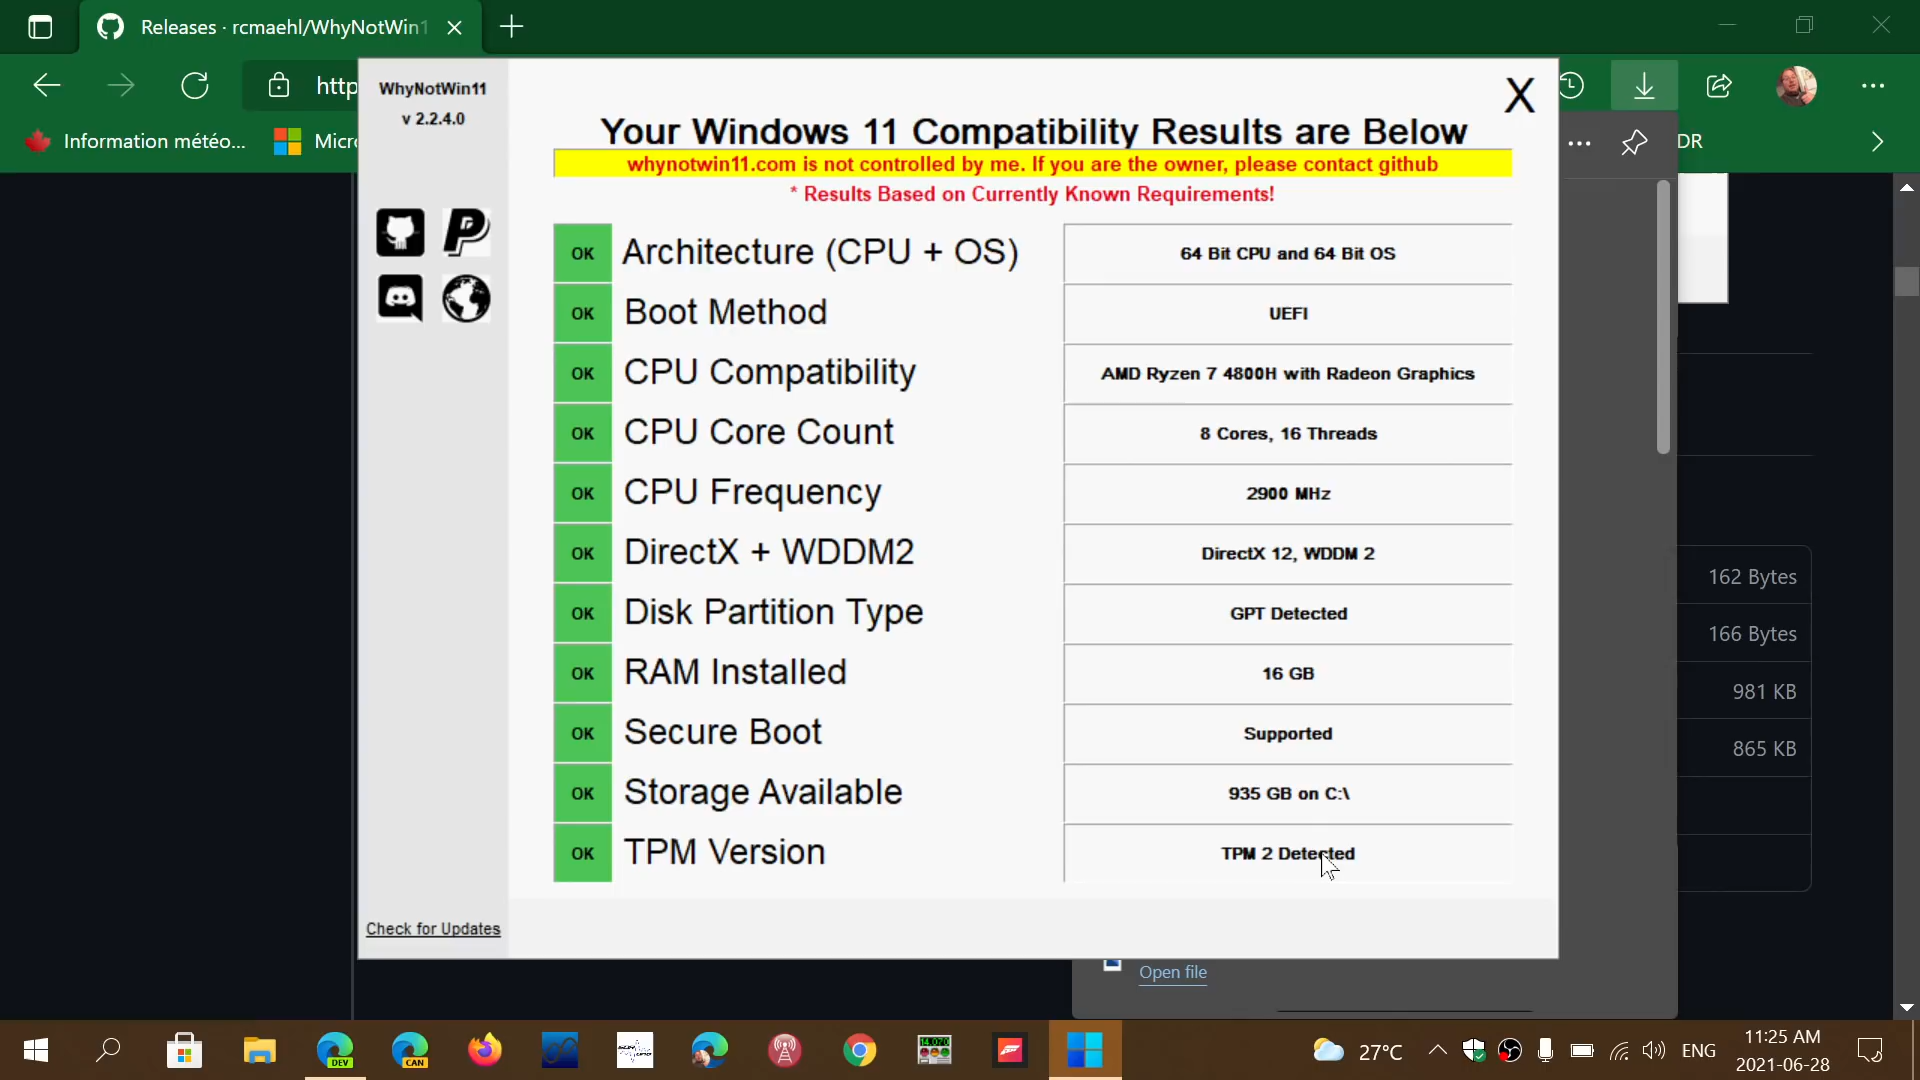 Releases · rcmaehl/WhyNotWin1
http
Information météo...
Micr
DR
WhyNotWin11
v 2.2.4.0
X
Your Windows 11 Compatibility Results are Below
whynotwin11.com is not controlled by me. If you are the owner, please contact github
* Results Based on Currently Known Requirements!
OK Architecture (CPU + OS) 64 Bit CPU and 64 Bit OS
OK Boot Method UEFI
OK CPU Compatibility AMD Ryzen 7 4800H with Radeon Graphics
OK CPU Core Count 8 Cores, 16 Threads
OK CPU Frequency 2900 MHz
OK DirectX + WDDM2 DirectX 12, WDDM 2
OK Disk Partition Type GPT Detected
OK RAM Installed 16 GB
OK Secure Boot Supported
OK Storage Available 935 GB on C:\
OK TPM Version TPM 2 Detected
Check for Updates
162 Bytes
166 Bytes
981 KB
865 KB
Open file
DEV
CAN
27°C
ENG
11:25 AM
2021-06-28